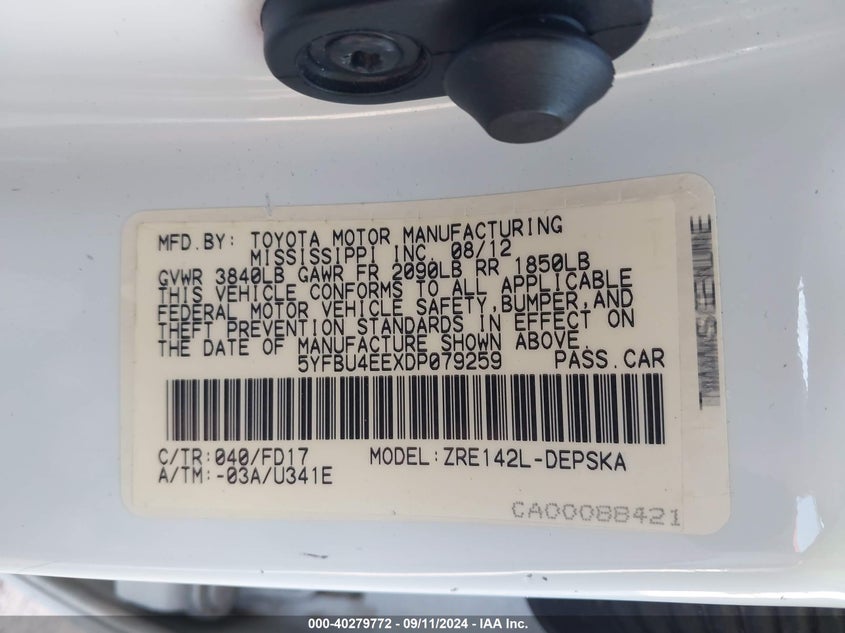 MFD.BY: TOYOTA MOTOR MANUFACTURING
MISSISSIPPI INC. 08/12
GVWR 3840LB GAWR FR 2090LB RR 1850LB
THIS VEHICLE CONFORMS TO ALL APPLICABLE
FEDERAL MOTOR VEHICLE SAFETY,BUMPER,AND
THEFT PREVENTION STANDARDS IN EFFECT ON
THE DATE OF MANUFACTURE SHOWN ABOVE.
5YFBU4EEXDP079259 PASS.CAR
C/TR:040/FD17 MODEL:ZRE142L-DEPSKA
A/TM:-03A/U341E
CA00088421
GENUINE
000-40279772 - 09/11/2024 - IAA Inc.